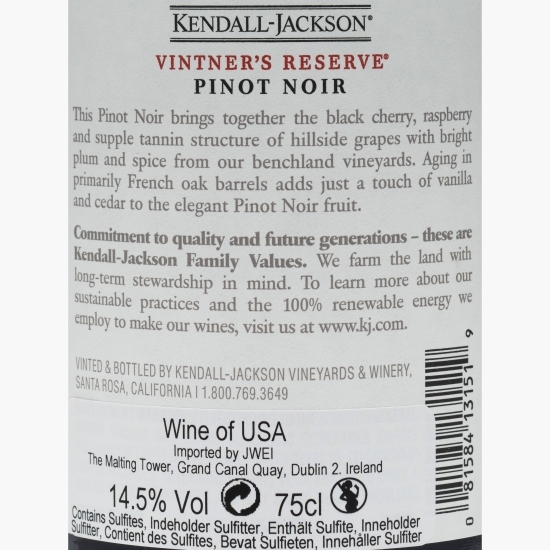 KENDALL-JACKSON®
VINTNER'S RESERVE®
PINOT NOIR
This Pinot Noir brings together the black cherry, raspberry
and supple tannin structure of hillside grapes with bright
plum and spice from our benchland vineyards. Aging in
primarily French oak barrels adds just a touch of vanilla
and cedar to the elegant Pinot Noir fruit.
Commitment to quality and future generations – these are
Kendall-Jackson Family Values. We farm the land with
long-term stewardship in mind. To learn more about our
sustainable practices and the 100% renewable energy we
employ to make our wines, visit us at www.kj.com.
VINTED & BOTTLED BY KENDALL-JACKSON VINEYARDS & WINERY,
SANTA ROSA, CALIFORNIA | 1.800.769.3649
0 81584 13151 9
Wine of USA
Imported by JWEI
The Malting Tower, Grand Canal Quay, Dublin 2. Ireland
14.5% Vol 75cl
Contains Sulfites, Indeholder Sulfitter, Enthält Sulfite, Inneholder
Sulfitter, Contient des Sulfites, Bevat Sulfieten, Innehåller Sulfiter